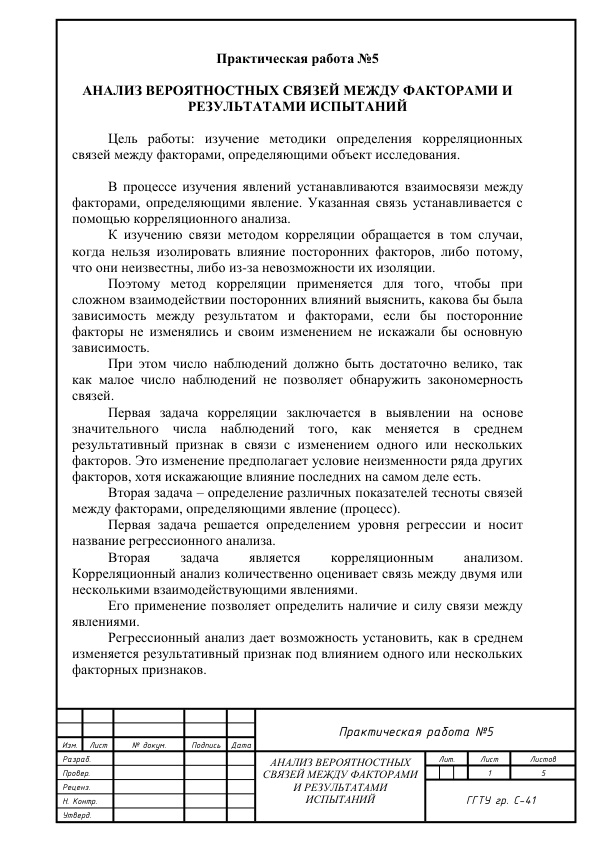 Практическая работа №5
АНАЛИЗ ВЕРОЯТНОСТНЫХ СВЯЗЕЙ МЕЖДУ ФАКТОРАМИ И
РЕЗУЛЬТАТАМИ ИСПЫТАНИЙ
Цель работы: изучение методики определения корреляционных
связей между факторами, определяющими объект исследования.
В процессе изучения явлений устанавливаются взаимосвязи между
факторами, определяющими явление. Указанная связь устанавливается с
помощью корреляционного анализа.
К изучению связи методом корреляции обращается в том случаи,
когда нельзя изолировать влияние посторонних факторов, либо потому,
что они неизвестны, либо из-за невозможности их изоляции.
Поэтому метод корреляции применяется для того, чтобы при
сложном взаимодействии посторонних влияний выяснить, какова бы была
зависимость между результатом и факторами, если бы посторонние
факторы не изменялись и своим изменением не искажали бы основную
зависимость.
При этом число наблюдений должно быть достаточно велико, так
как малое число наблюдений не позволяет обнаружить закономерность
связей.
Первая задача корреляции заключается в выявлении на основе
значительного числа наблюдений того, как меняется в среднем
результативный признак в связи с изменением одного или нескольких
факторов. Это изменение предполагает условие неизменности ряда других
факторов, хотя искажающие влияние последних на самом деле есть.
Вторая задача – определение различных показателей тесноты связей
между факторами, определяющими явление (процесс).
Первая задача решается определением уровня регрессии и носит
название регрессионного анализа.
Вторая задача является корреляционным анализом.
Корреляционный анализ количественно оценивает связь между двумя или
несколькими взаимодействующими явлениями.
Его применение позволяет определить наличие и силу связи между
явлениями.
Регрессионный анализ дает возможность установить, как в среднем
изменяется результативный признак под влиянием одного или нескольких
факторных признаков.
Практическая работа №5
Изм. Лист № докум. Подпись Дата
Разраб.
Провер.
Реценз.
Н. Контр.
Утверд.
АНАЛИЗ ВЕРОЯТНОСТНЫХ
СВЯЗЕЙ МЕЖДУ ФАКТОРАМИ
И РЕЗУЛЬТАТАМИ
ИСПЫТАНИЙ
Лит. Лист Листов
1 5
ГГТУ гр. С-41